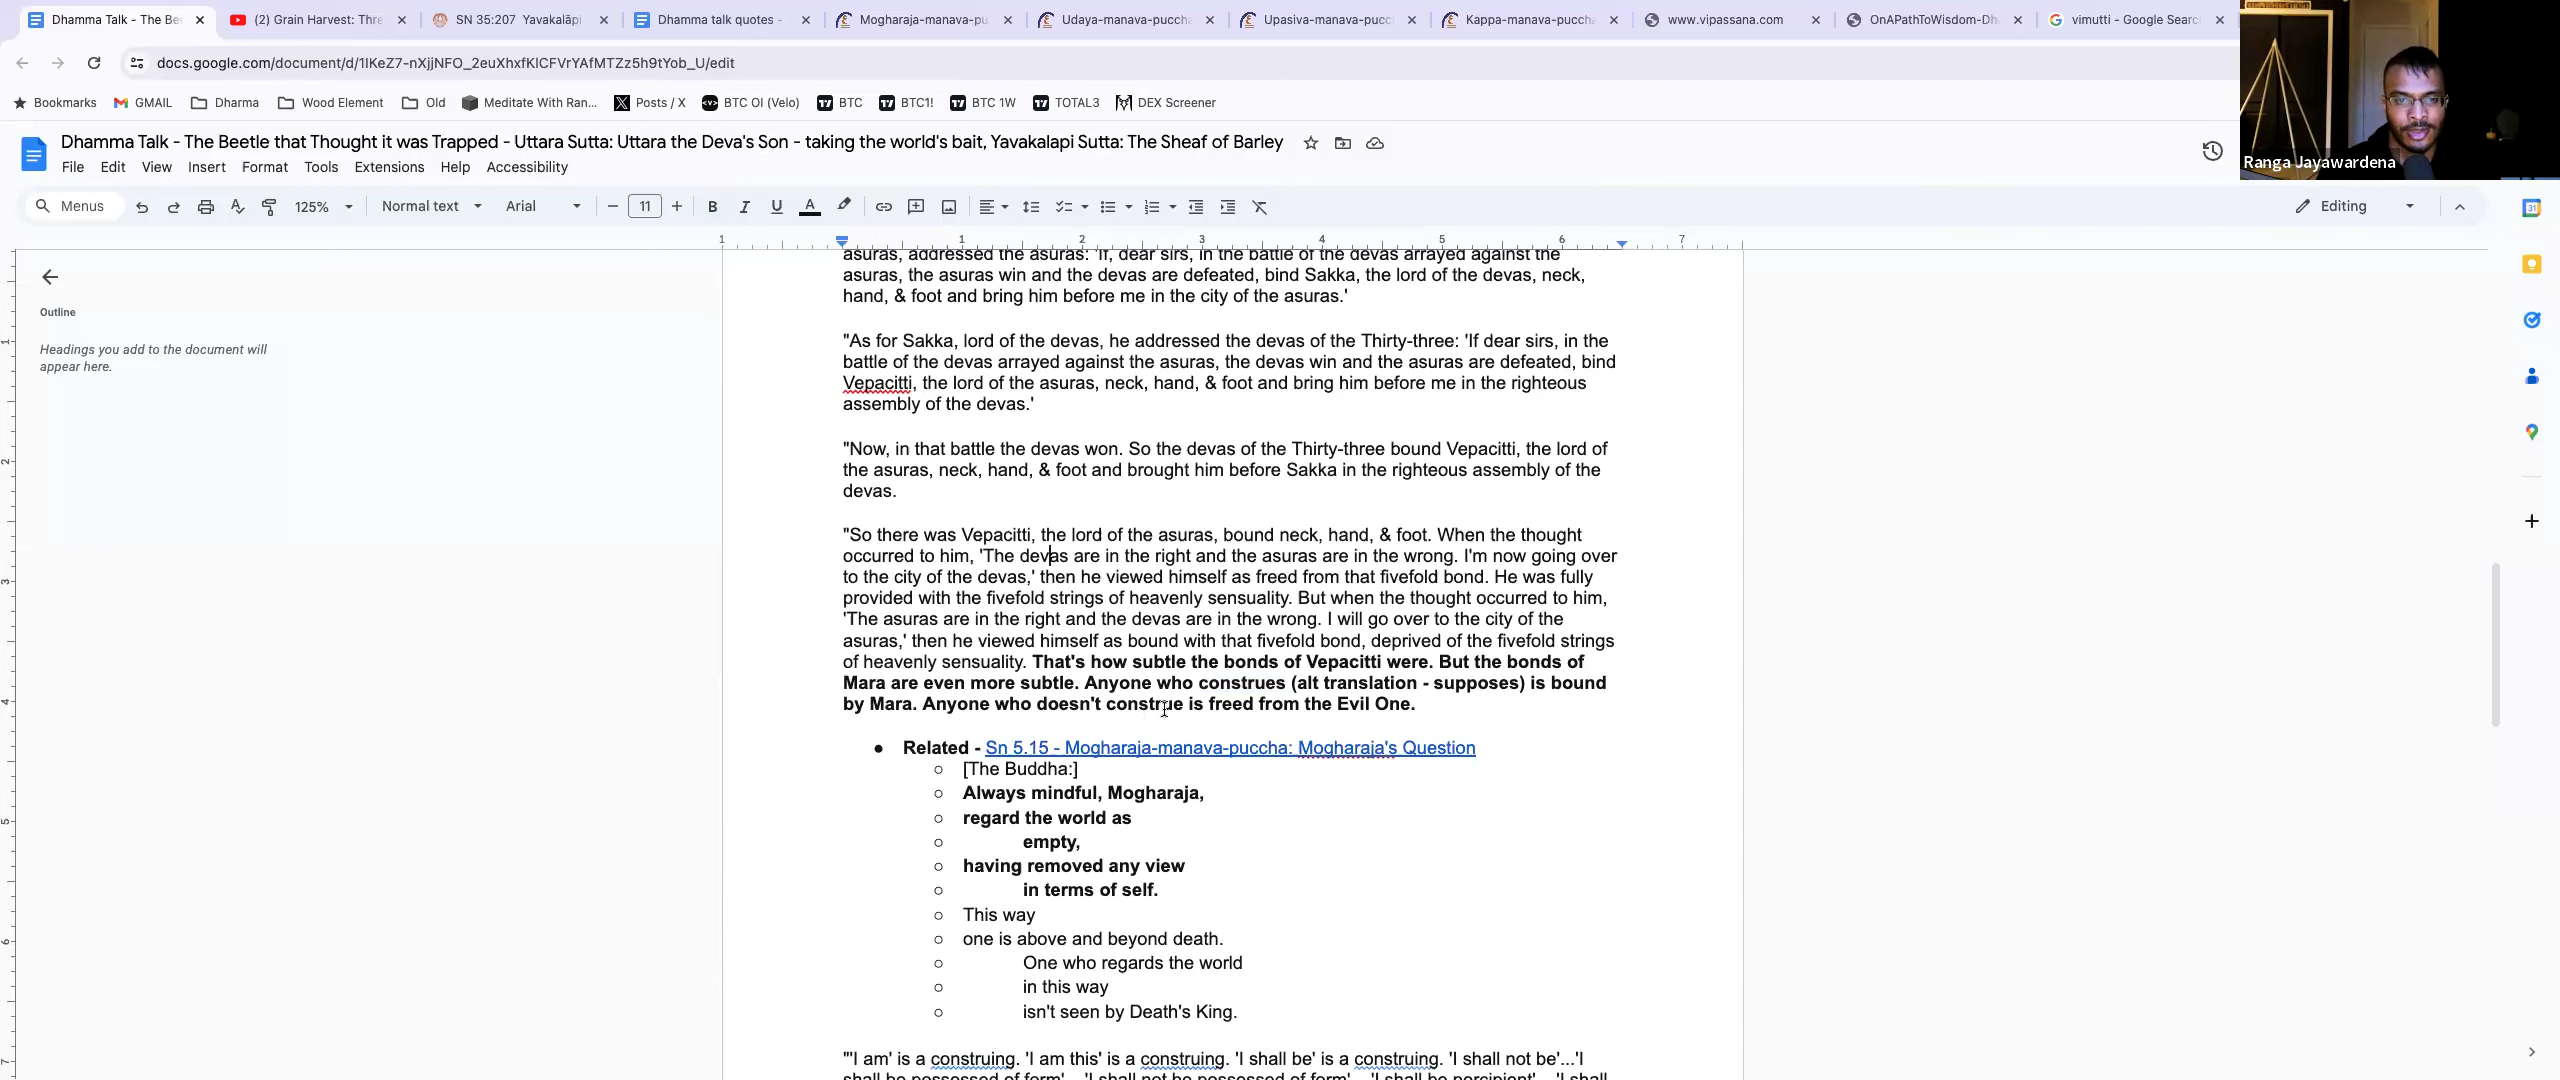 Dhamma Talk - The Bee
(2) Grain Harvest: Thre
SN 35:207 Yavakalāpi
Dhamma talk quotes -
Mogharaja-manava-pu
Udaya-manava-puccha
Upasiva-manava-pucc
Kappa-manava-puccha
www.vipassana.com
OnAPathToWisdom-Dh
vimutti - Google Searc
docs.google.com/document/d/1IKeZ7-nXjjNFO_2euXhxfKlCFVrYAfMTZz5h9tYob_U/edit
Bookmarks GMAIL Dharma Wood Element Old Meditate With Ran... Posts / X BTC OI (Velo) BTC BTC1! BTC 1W TOTAL3 DEX Screener
Dhamma Talk - The Beetle that Thought it was Trapped - Uttara Sutta: Uttara the Deva's Son - taking the world's bait, Yavakalapi Sutta: The Sheaf of Barley
File Edit View Insert Format Tools Extensions Help Accessibility
Ranga Jayawardena
Menus 125% Normal text Arial 11 Editing
1 1 2 3 4 5 6 7
Outline
Headings you add to the document will
appear here.
asuras, addressed the asuras: 'If, dear sirs, in the battle of the devas arrayed against the
asuras, the asuras win and the devas are defeated, bind Sakka, the lord of the devas, neck,
hand, & foot and bring him before me in the city of the asuras.'
"As for Sakka, lord of the devas, he addressed the devas of the Thirty-three: 'If dear sirs, in the
battle of the devas arrayed against the asuras, the devas win and the asuras are defeated, bind
Vepacitti, the lord of the asuras, neck, hand, & foot and bring him before me in the righteous
assembly of the devas.'
"Now, in that battle the devas won. So the devas of the Thirty-three bound Vepacitti, the lord of
the asuras, neck, hand, & foot and brought him before Sakka in the righteous assembly of the
devas.
"So there was Vepacitti, the lord of the asuras, bound neck, hand, & foot. When the thought
occurred to him, 'The devas are in the right and the asuras are in the wrong. I'm now going over
to the city of the devas,' then he viewed himself as freed from that fivefold bond. He was fully
provided with the fivefold strings of heavenly sensuality. But when the thought occurred to him,
'The asuras are in the right and the devas are in the wrong. I will go over to the city of the
asuras,' then he viewed himself as bound with that fivefold bond, deprived of the fivefold strings
of heavenly sensuality. That's how subtle the bonds of Vepacitti were. But the bonds of
Mara are even more subtle. Anyone who construes (alt translation - supposes) is bound
by Mara. Anyone who doesn't construe is freed from the Evil One.
Related - Sn 5.15 - Mogharaja-manava-puccha: Mogharaja's Question
[The Buddha:]
Always mindful, Mogharaja,
regard the world as
empty,
having removed any view
in terms of self.
This way
one is above and beyond death.
One who regards the world
in this way
isn't seen by Death's King.
"'I am' is a construing. 'I am this' is a construing. 'I shall be' is a construing. 'I shall not be'...'I
shall be possessed of form'... 'I shall not be possessed of form'... 'I shall be percipient'... 'I shall